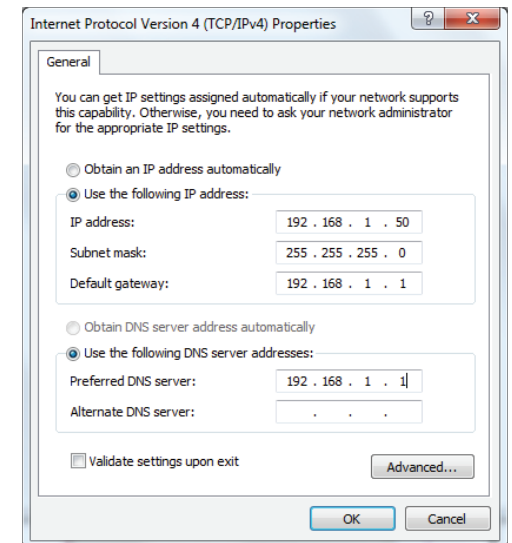 Internet Protocol Version 4 (TCP/IPv4) Properties
General
You can get IP settings assigned automatically if your network supports
this capability. Otherwise, you need to ask your network administrator
for the appropriate IP settings.
Obtain an IP address automatically
Use the following IP address:
IP address: 192 . 168 . 1 . 50
Subnet mask: 255 . 255 . 255 . 0
Default gateway: 192 . 168 . 1 . 1
Obtain DNS server address automatically
Use the following DNS server addresses:
Preferred DNS server: 192 . 168 . 1 . 1
Alternate DNS server: . . .
Validate settings upon exit
Advanced...
OK Cancel